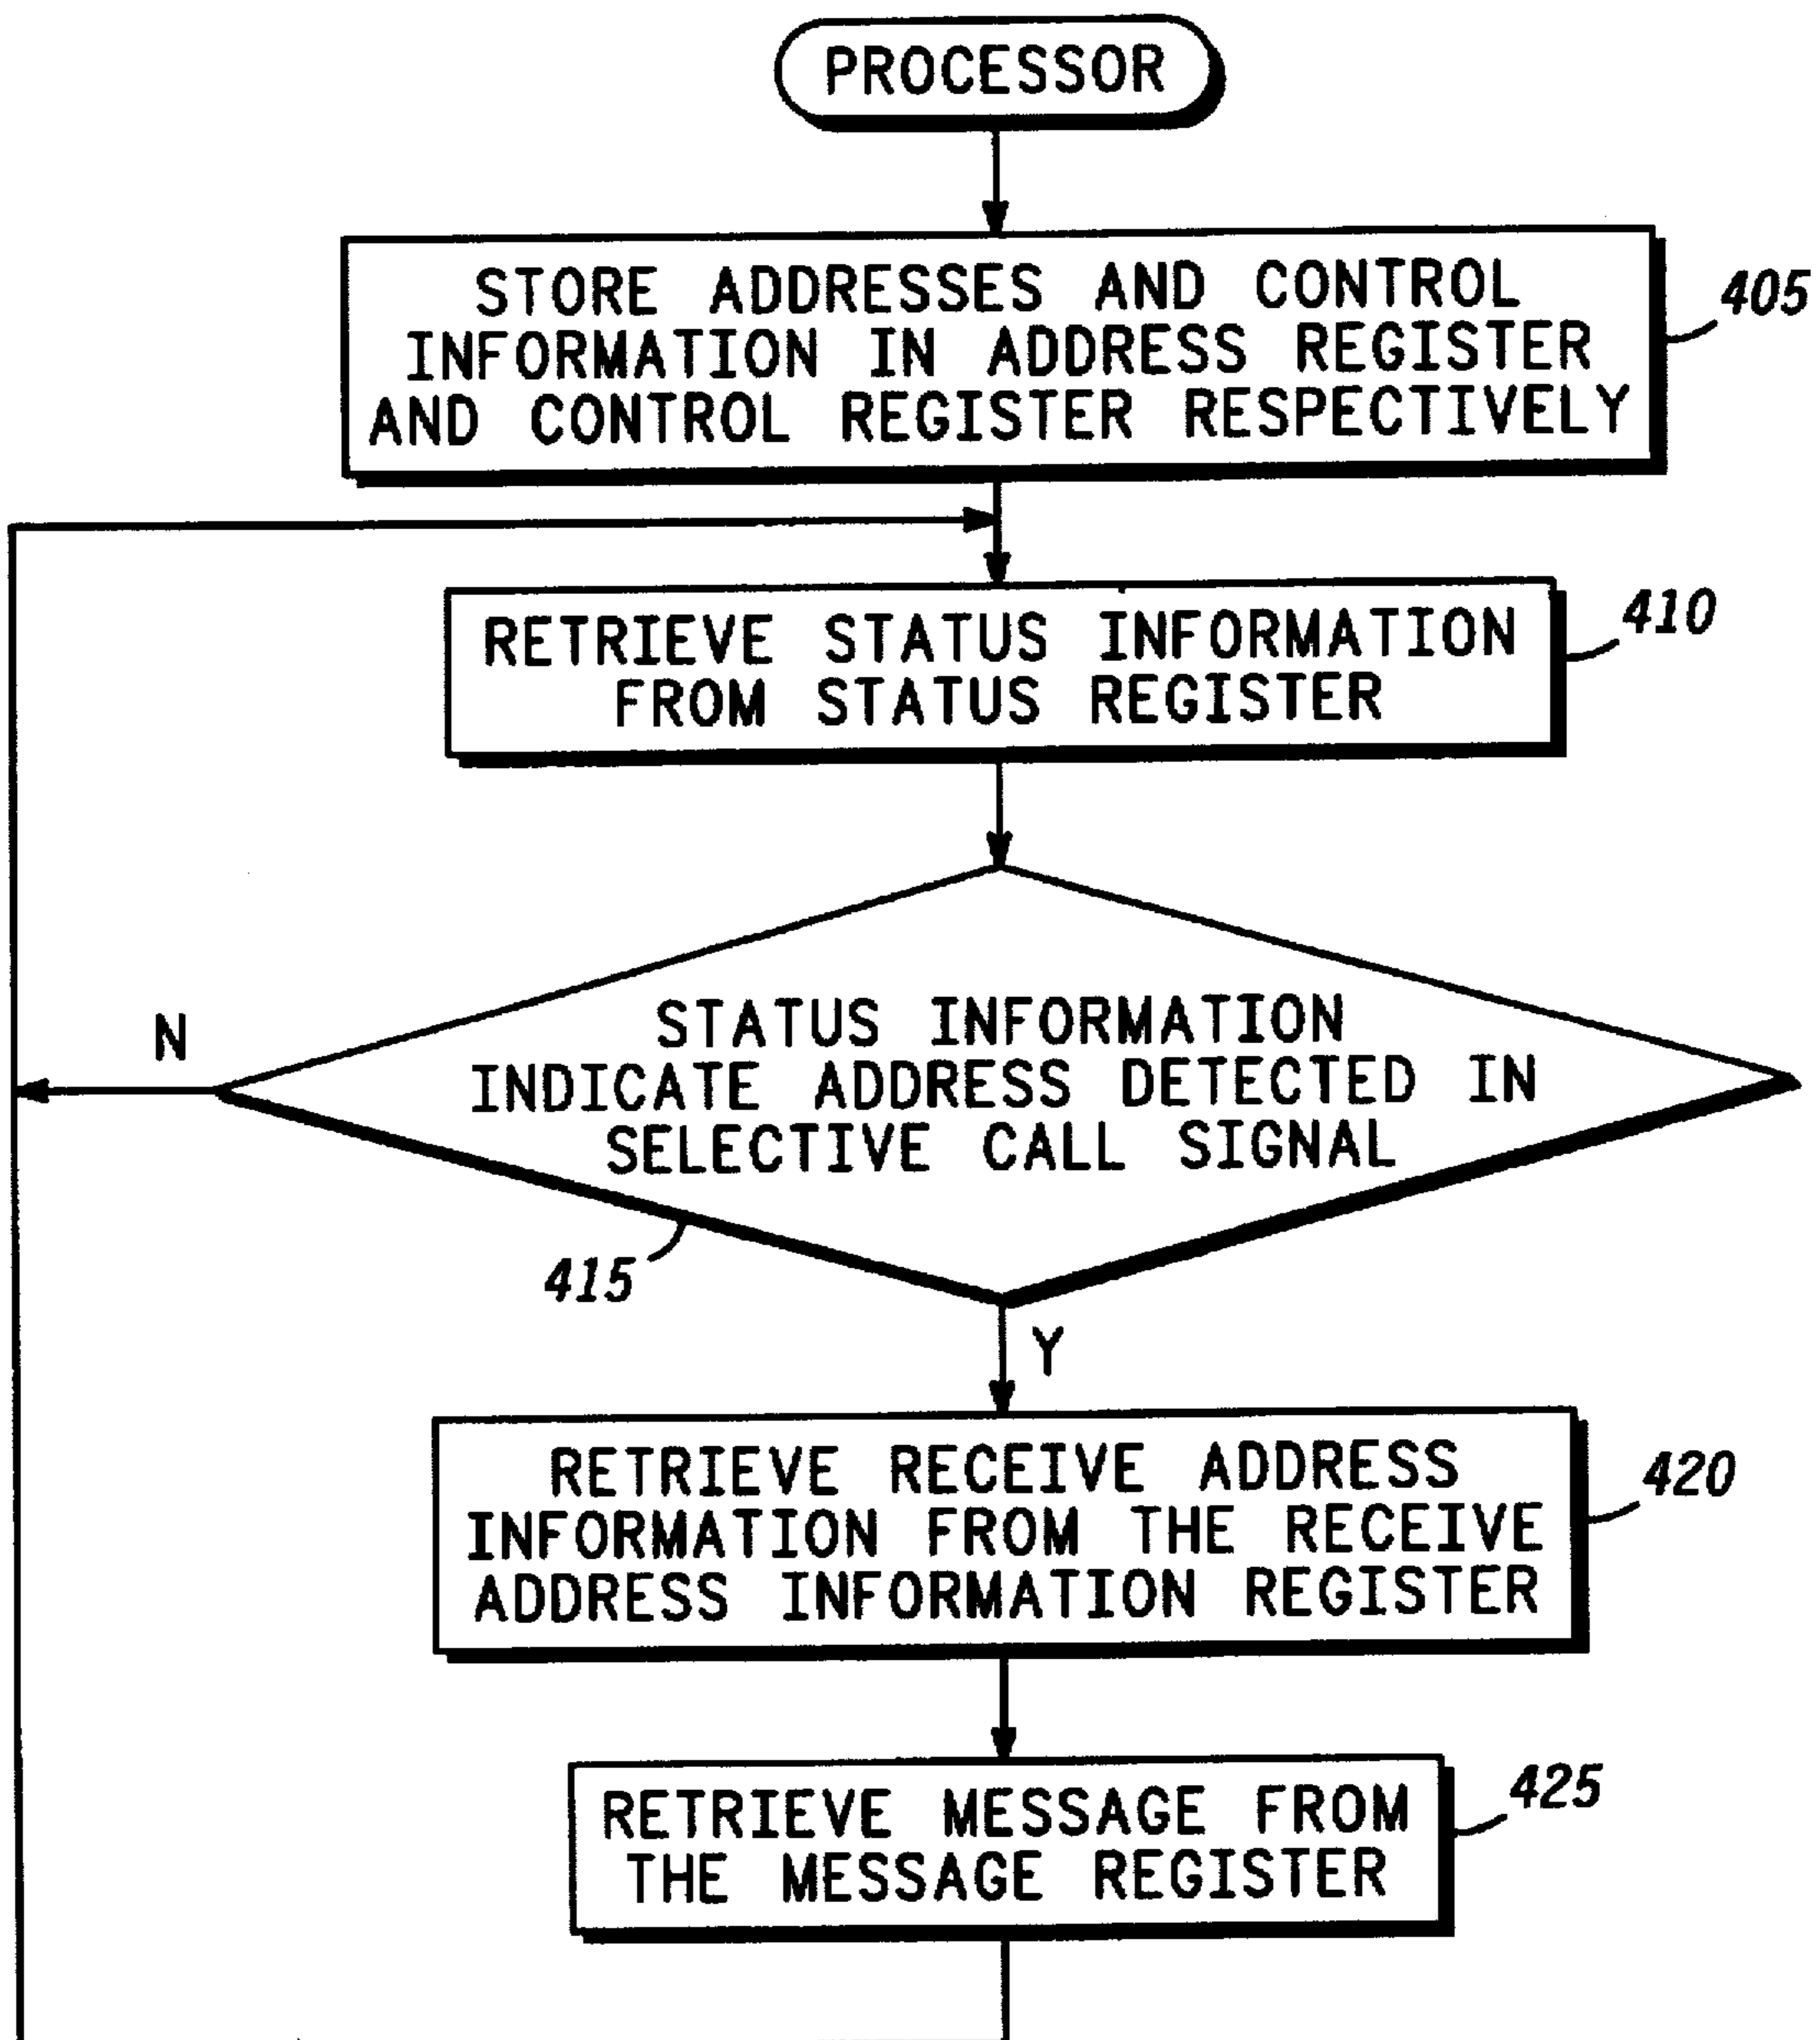 PROCESSOR
STORE ADDRESSES AND CONTROL
INFORMATION IN ADDRESS REGISTER
AND CONTROL REGISTER RESPECTIVELY
405
RETRIEVE STATUS INFORMATION
FROM STATUS REGISTER
410
N
STATUS INFORMATION
INDICATE ADDRESS DETECTED IN
SELECTIVE CALL SIGNAL
415
Y
RETRIEVE RECEIVE ADDRESS
INFORMATION FROM THE RECEIVE
ADDRESS INFORMATION REGISTER
420
RETRIEVE MESSAGE FROM
THE MESSAGE REGISTER
425